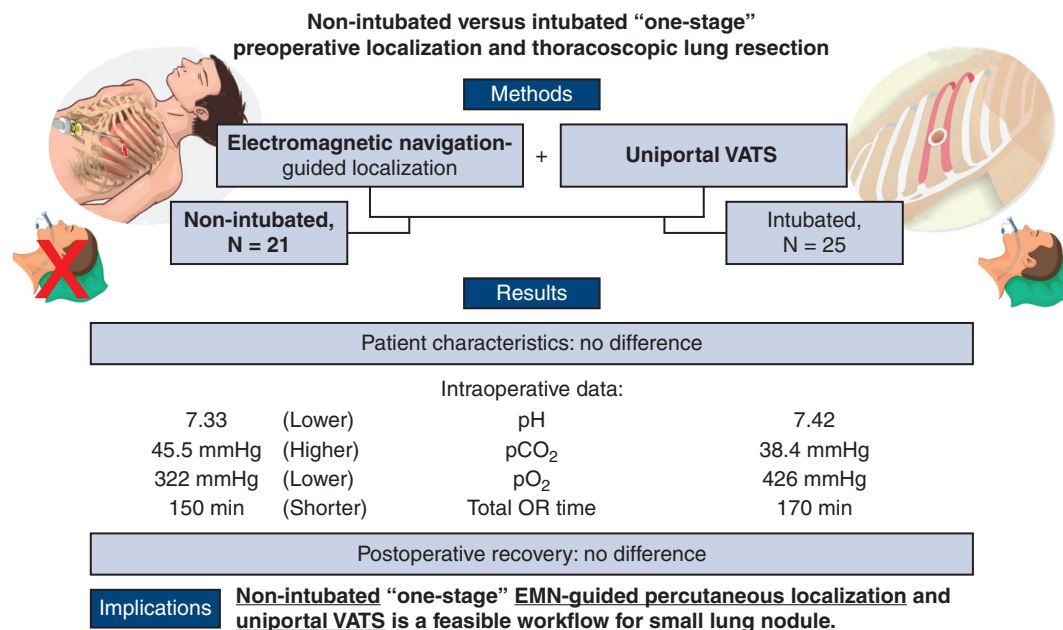 Non-intubated versus intubated “one-stage”
preoperative localization and thoracoscopic lung resection
Methods
Electromagnetic navigation-
guided localization
+
Uniportal VATS
Non-intubated,
N = 21
Intubated,
N = 25
X
Results
Patient characteristics: no difference
Intraoperative data:
7.33 (Lower) pH 7.42
45.5 mmHg (Higher) pCO₂ 38.4 mmHg
322 mmHg (Lower) pO₂ 426 mmHg
150 min (Shorter) Total OR time 170 min
Postoperative recovery: no difference
Implications
Non-intubated “one-stage” EMN-guided percutaneous localization and
uniportal VATS is a feasible workflow for small lung nodule.